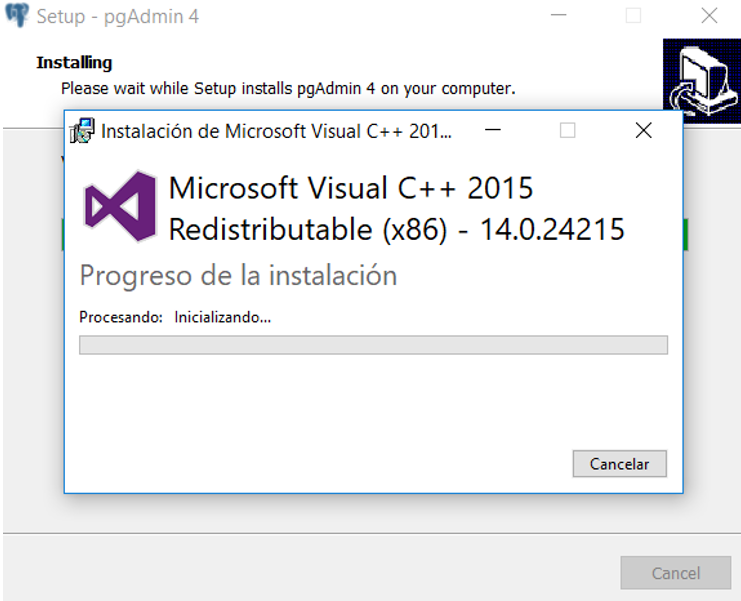 Setup - pgAdmin 4
Installing
Please wait while Setup installs pgAdmin 4 on your computer.
Instalación de Microsoft Visual C++ 201...
Microsoft Visual C++ 2015
Redistributable (x86) - 14.0.24215
Progreso de la instalación
Procesando: Inicializando...
Cancelar
Cancel